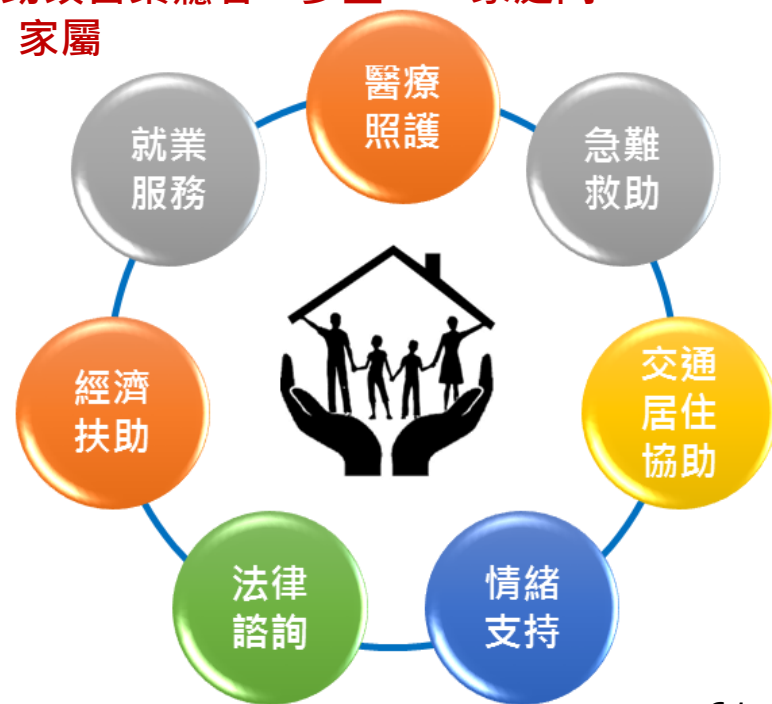 家屬
醫療
照護
急難
救助
交通
居住
協助
情緒
支持
法律
諮詢
經濟
扶助
就業
服務